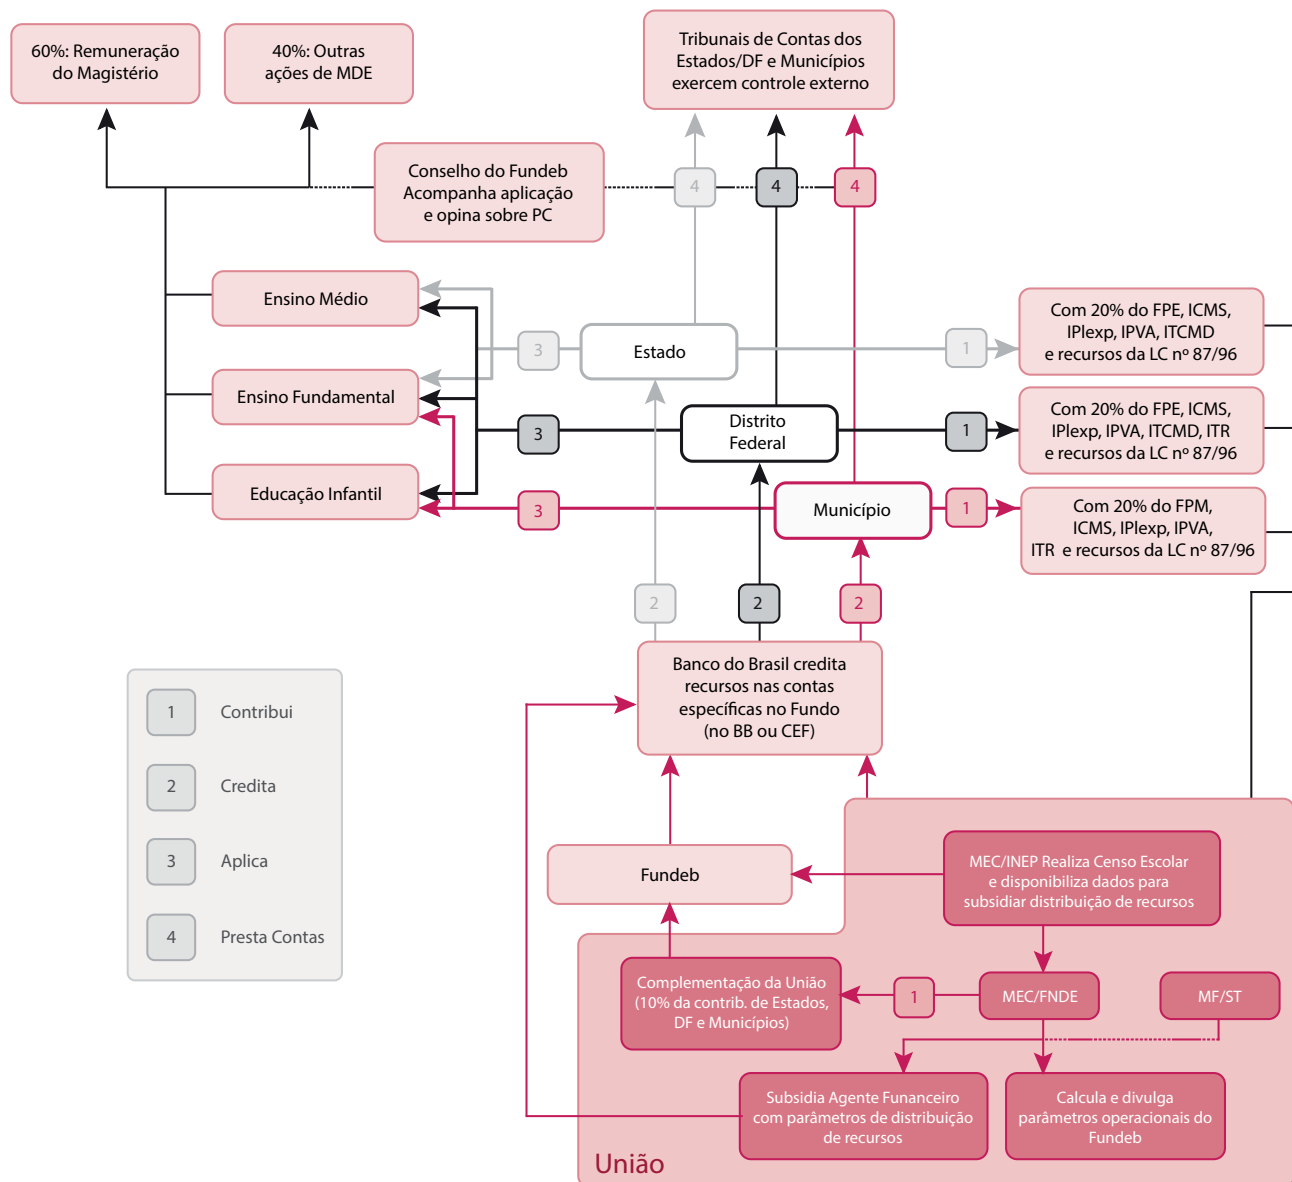 60%: Remuneração
do Magistério
40%: Outras
ações de MDE
Tribunais de Contas dos
Estados/DF e Municípios
exercem controle externo
Conselho do Fundeb
Acompanha aplicação
e opina sobre PC
4
4
4
Ensino Médio
Ensino Fundamental
Educação Infantil
3
Estado
1
Com 20% do FPE, ICMS,
IPlexp, IPVA, ITCMD
e recursos da LC nº 87/96
3
Distrito
Federal
1
Com 20% do FPE, ICMS,
IPlexp, IPVA, ITCMD, ITR
e recursos da LC nº 87/96
3
Município
1
Com 20% do FPM,
ICMS, IPlexp, IPVA,
ITR e recursos da LC nº 87/96
2
2
2
Banco do Brasil credita
recursos nas contas
específicas no Fundo
(no BB ou CEF)
1 Contribui
2 Credita
3 Aplica
4 Presta Contas
Fundeb
MEC/INEP Realiza Censo Escolar
e disponibiliza dados para
subsidiar distribuição de recursos
Complementação da União
(10% da contrib. de Estados,
DF e Municípios)
1
MEC/FNDE
MF/ST
Subsidia Agente Funanceiro
com parâmetros de distribuição
de recursos
Calcula e divulga
parâmetros operacionais do
Fundeb
União